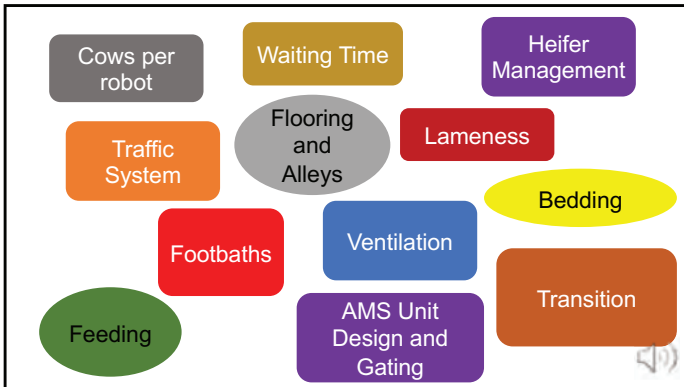 Cows per
robot
Waiting Time
Heifer
Management
Traffic
System
Flooring
and
Alleys
Lameness
Bedding
Footbaths
Ventilation
Transition
Feeding
AMS Unit
Design and
Gating